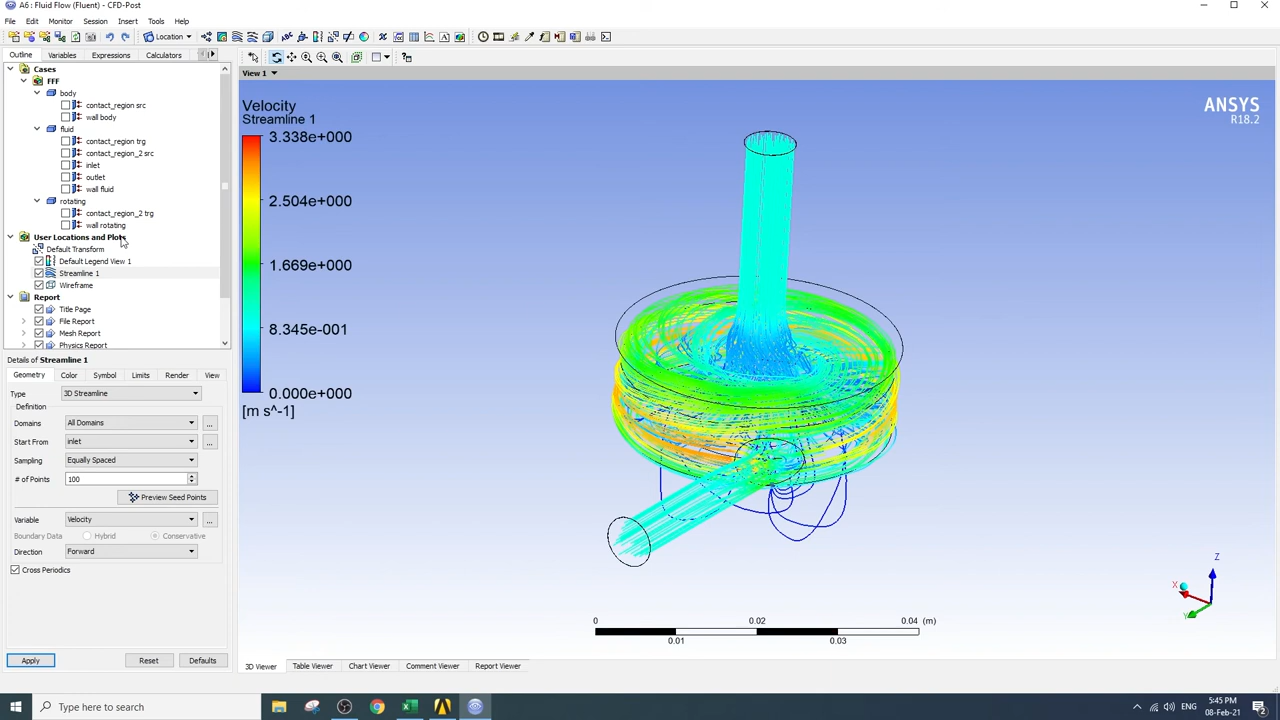 A6 : Fluid Flow (Fluent) - CFD-Post
File Edit Monitor Session Insert Tools Help
Location
Outline Variables Expressions Calculators
View 1
Cases
FFF
body
contact_region src
wall body
fluid
contact_region trg
contact_region_2 src
inlet
outlet
wall fluid
rotating
contact_region_2 trg
wall rotating
User Locations and Plots
Default Transform
Default Legend View 1
Streamline 1
Wireframe
Report
Title Page
File Report
Mesh Report
Physics Report
Details of Streamline 1
Geometry Color Symbol Limits Render View
Type 3D Streamline
Definition
Domains All Domains ...
Start From inlet ...
Sampling Equally Spaced
# of Points 100
Preview Seed Points
Variable Velocity ...
Boundary Data Hybrid Conservative
Direction Forward
Cross Periodics
Apply Reset Defaults
Velocity
Streamline 1
3.338e+000
2.504e+000
1.669e+000
8.345e-001
0.000e+000
[m s^-1]
ANSYS
R18.2
Z
X
Y
0 0.02 0.04 (m)
0.01 0.03
3D Viewer Table Viewer Chart Viewer Comment Viewer Report Viewer
Type here to search
ENG
5:45 PM
08-Feb-21
2